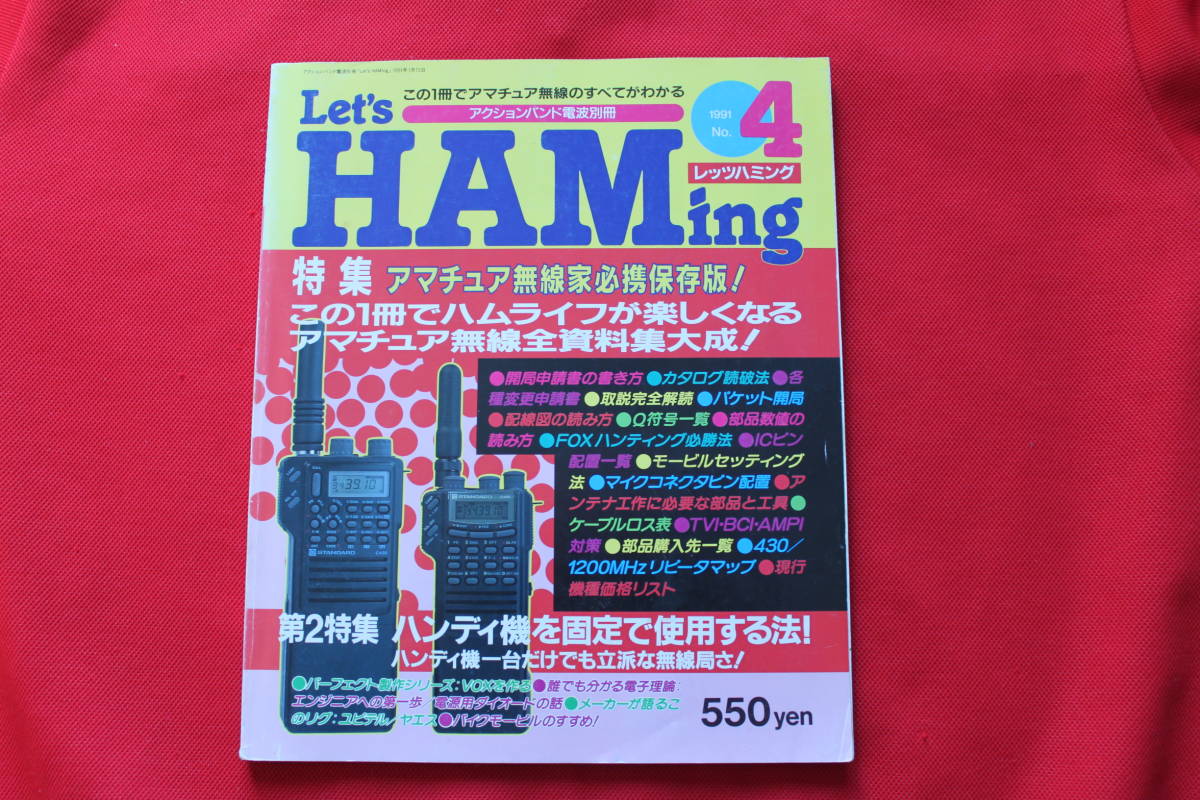 アクションバンド電波別冊「Let's HAMing」
この1冊でアマチュア無線のすべてがわかる
アクションバンド電波別冊
Let's
HAMing
1991
No.4
レッツハミング
特集 アマチュア無線家必携保存版!
この1冊でハムライフが楽しくなる
アマチュア無線全資料集大成!
●開局申請書の書き方●カタログ読破法●各
種変更申請書●取説完全解読●パケット開局
●配線図の読み方●Q符号一覧●部品数値の
読み方●FOXハンティング必勝法●ICピン
配置一覧●モービルセッティング
法●マイクコネクタピン配置●ア
ンテナ工作に必要な部品と工具●
ケーブルロス表●TVI・BCI・AMPI
対策●部品購入先一覧●430/
1200MHzリピータマップ●現行
機種価格リスト
STANDARD
STANDARD
第2特集 ハンディ機を固定で使用する法!
ハンディ機一台だけでも立派な無線局さ!
●パーフェクト製作シリーズ:VOXを作る●誰でも分かる電子理論:
エンジニアへの第一歩/電源用ダイオードの話●メーカーが語るこ
のリグ:ユピテル/ヤエス●バイクモービルのすすめ!
550yen